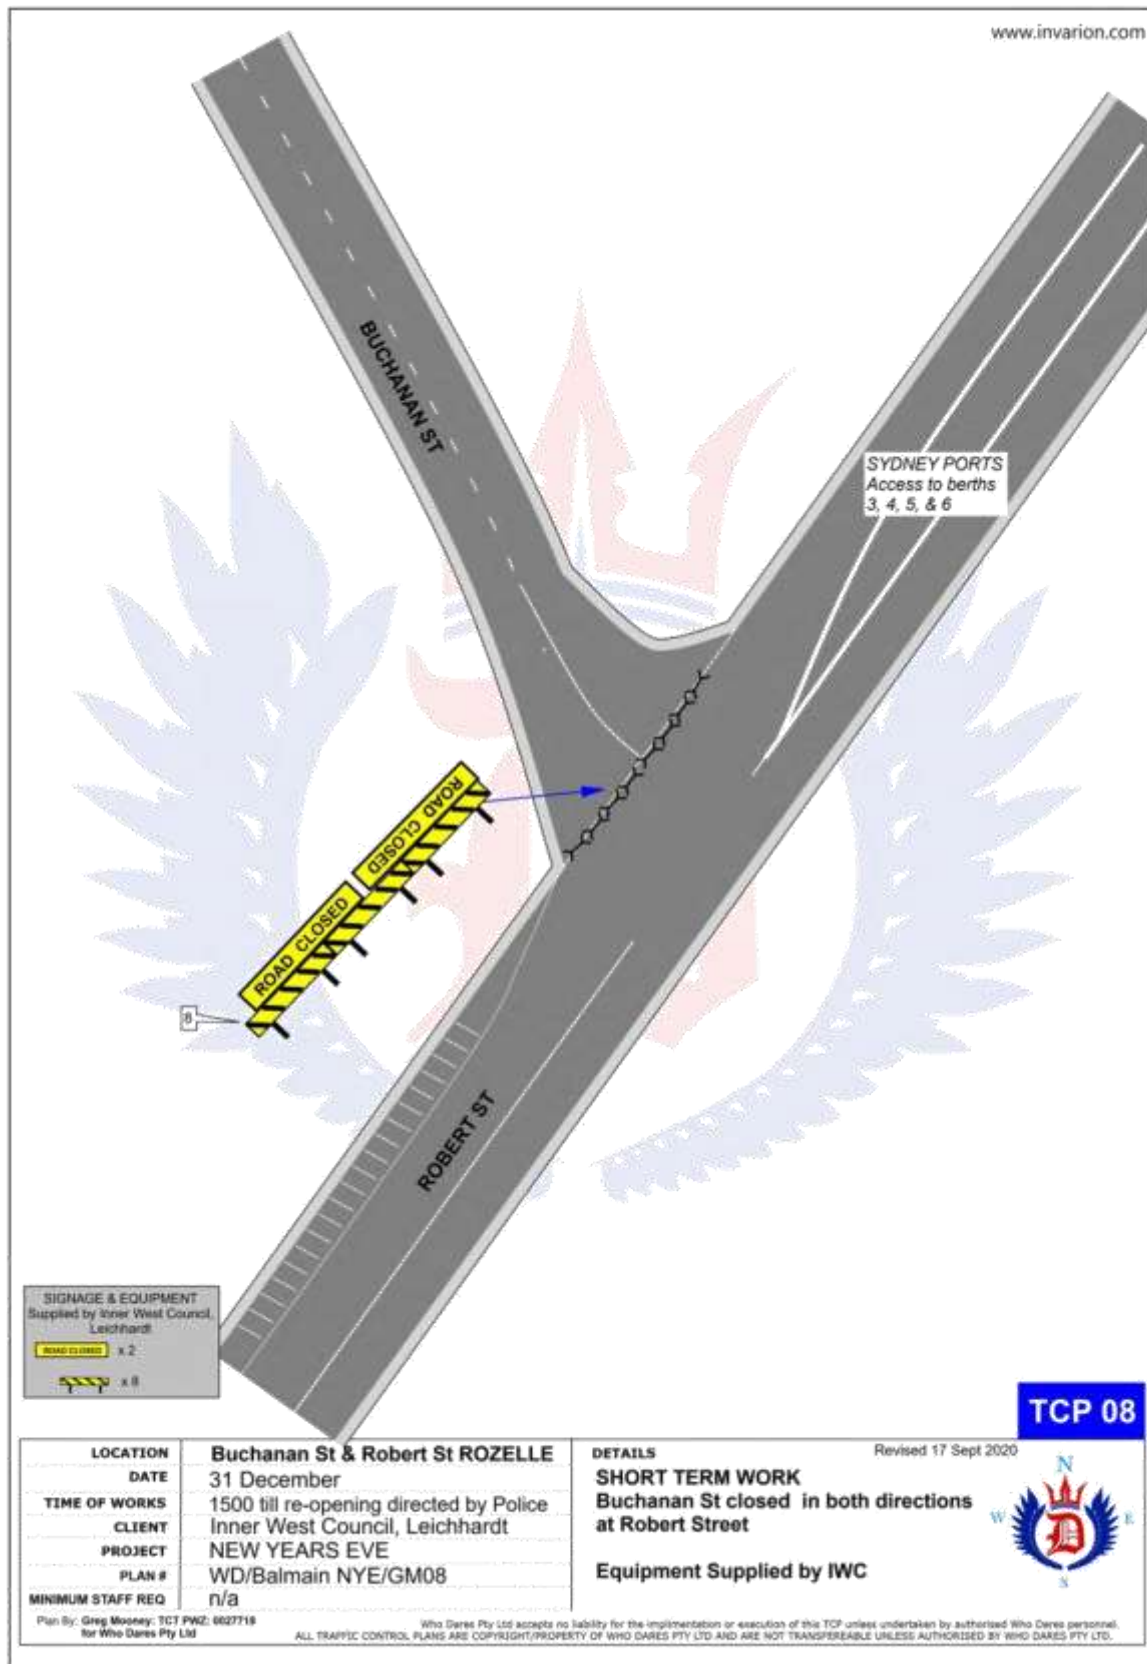 www.invarion.com
BUCHANAN ST
SYDNEY PORTS
Access to berths
3, 4, 5, & 6
ROAD CLOSED
ROAD CLOSED
8
ROBERT ST
SIGNAGE & EQUIPMENT
Supplied by Inner West Council,
Leichhardt
ROAD CLOSED x 2
x 8
TCP 08
LOCATION Buchanan St & Robert St ROZELLE
DATE 31 December
TIME OF WORKS 1500 till re-opening directed by Police
CLIENT Inner West Council, Leichhardt
PROJECT NEW YEARS EVE
PLAN # WD/Balmain NYE/GM08
MINIMUM STAFF REQ n/a
DETAILS Revised 17 Sept 2020
SHORT TERM WORK
Buchanan St closed in both directions
at Robert Street
Equipment Supplied by IWC
N
W E
D
Plan By: Greg Mooney: TCT PWZ: 0027718
for Who Dares Pty Ltd
Who Dares Pty Ltd accepts no liability for the implimentation or execution of this TCP unless undertaken by authorised Who Dares personnel.
ALL TRAFFIC CONTROL PLANS ARE COPYRIGHT/PROPERTY OF WHO DARES PTY LTD AND ARE NOT TRANSFEREABLE UNLESS AUTHORISED BY WHO DARES PTY LTD.